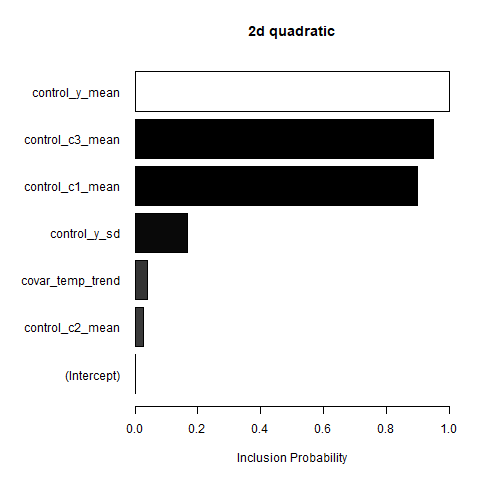 2d quadratic
control_y_mean
control_c3_mean
control_c1_mean
control_y_sd
covar_temp_trend
control_c2_mean
(Intercept)
0.0 0.2 0.4 0.6 0.8 1.0
Inclusion Probability